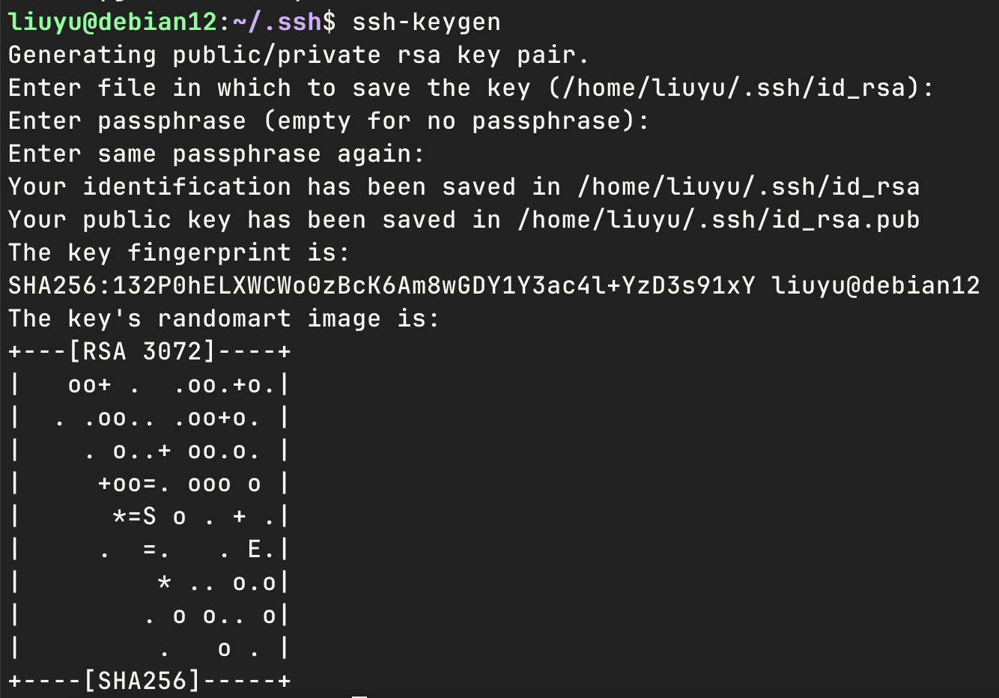 liuyu@debian12:~/.ssh$ ssh-keygen
Generating public/private rsa key pair.
Enter file in which to save the key (/home/liuyu/.ssh/id_rsa):
Enter passphrase (empty for no passphrase):
Enter same passphrase again:
Your identification has been saved in /home/liuyu/.ssh/id_rsa
Your public key has been saved in /home/liuyu/.ssh/id_rsa.pub
The key fingerprint is:
SHA256:132P0hELXWCWo0zBcK6Am8wGDY1Y3ac4l+YzD3s91xY liuyu@debian12
The key's randomart image is:
+---[RSA 3072]----+
|   oo+ .  .oo.+o.|
|  . .oo.. .oo+o. |
|    . o..+ oo.o. |
|     +oo=. ooo o |
|      *=S o . + .|
|     .  =.   . E.|
|         * .. o.o|
|        . o o.. o|
|         .   o . |
+----[SHA256]-----+